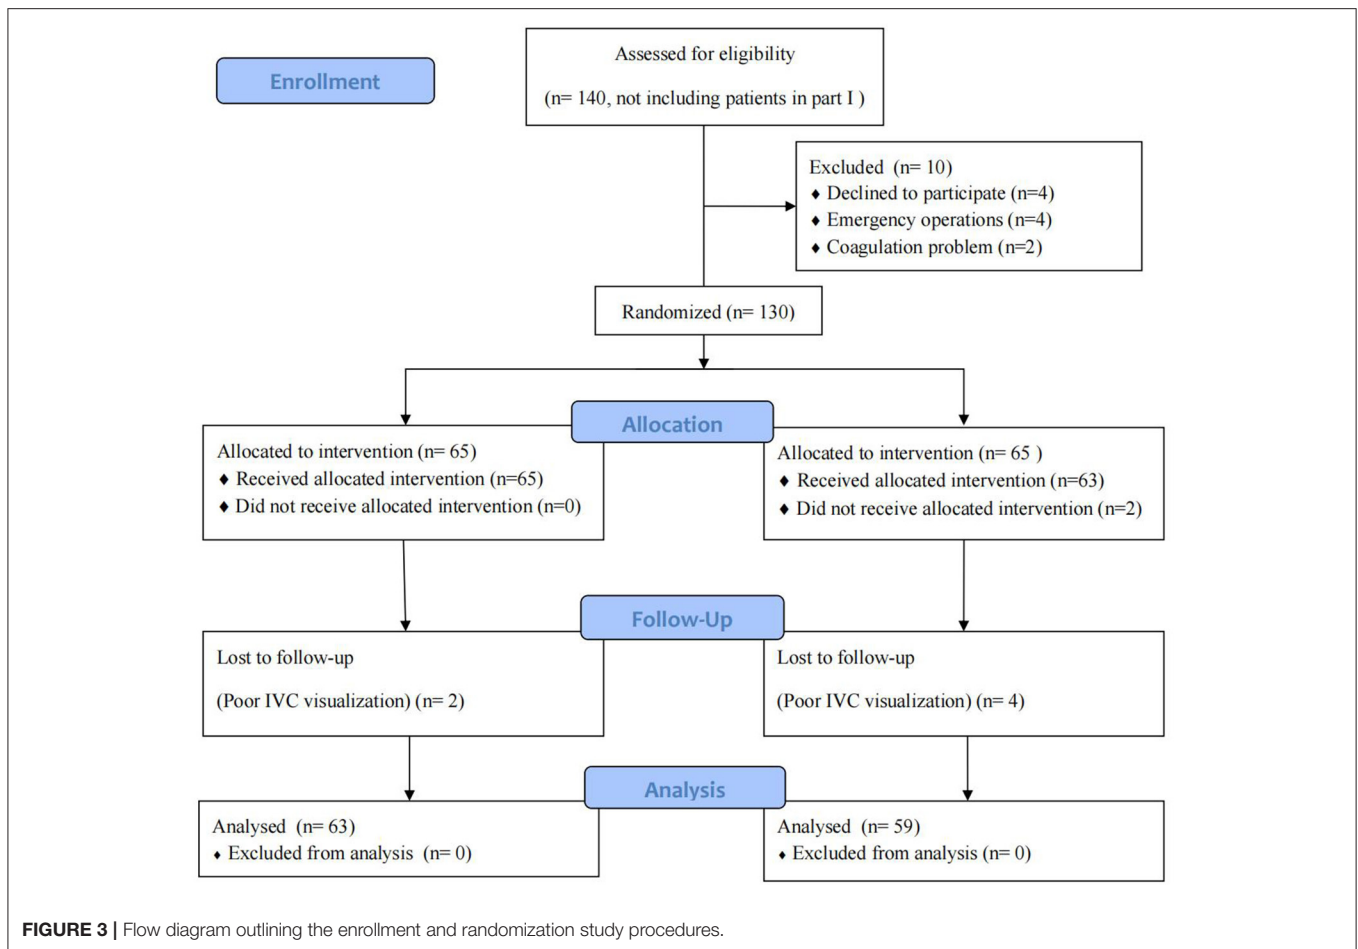 Enrollment
Assessed for eligibility
(n= 140, not including patients in part I )
Excluded (n= 10)
♦ Declined to participate (n=4)
♦ Emergency operations (n=4)
♦ Coagulation problem (n=2)
Randomized (n= 130)
Allocation
Allocated to intervention (n= 65)
♦ Received allocated intervention (n=65)
♦ Did not receive allocated intervention (n=0)
Allocated to intervention (n= 65 )
♦ Received allocated intervention (n=63)
♦ Did not receive allocated intervention (n=2)
Follow-Up
Lost to follow-up
(Poor IVC visualization) (n= 2)
Lost to follow-up
(Poor IVC visualization) (n= 4)
Analysis
Analysed (n= 63)
♦ Excluded from analysis (n= 0)
Analysed (n= 59)
♦ Excluded from analysis (n= 0)
FIGURE 3 | Flow diagram outlining the enrollment and randomization study procedures.